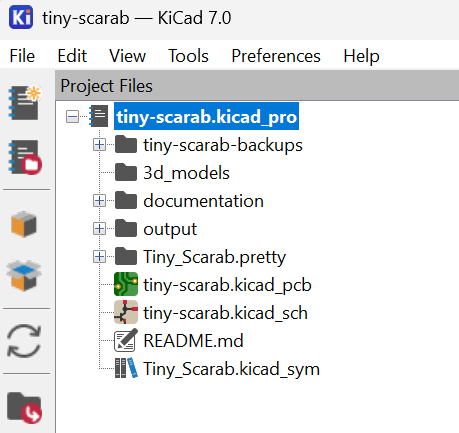 Ki tiny-scarab — KiCad 7.0
File Edit View Tools Preferences Help
Project Files
tiny-scarab.kicad_pro
tiny-scarab-backups
3d_models
documentation
output
Tiny_Scarab.pretty
tiny-scarab.kicad_pcb
tiny-scarab.kicad_sch
README.md
Tiny_Scarab.kicad_sym